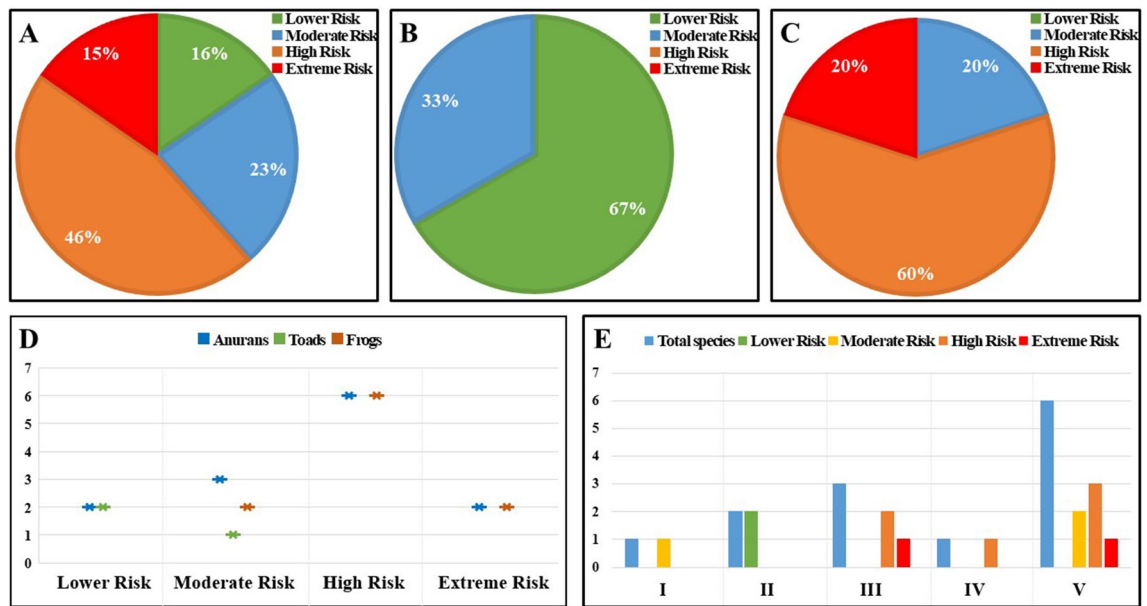 A
Lower Risk
Moderate Risk
High Risk
Extreme Risk
15%
16%
23%
46%
B
Lower Risk
Moderate Risk
High Risk
Extreme Risk
33%
67%
C
Lower Risk
Moderate Risk
High Risk
Extreme Risk
20%
20%
60%
D
Anurans Toads Frogs
7
6
5
4
3
2
1
0
Lower Risk Moderate Risk High Risk Extreme Risk
E
Total species Lower Risk Moderate Risk High Risk Extreme Risk
7
6
5
4
3
2
1
0
I II III IV V